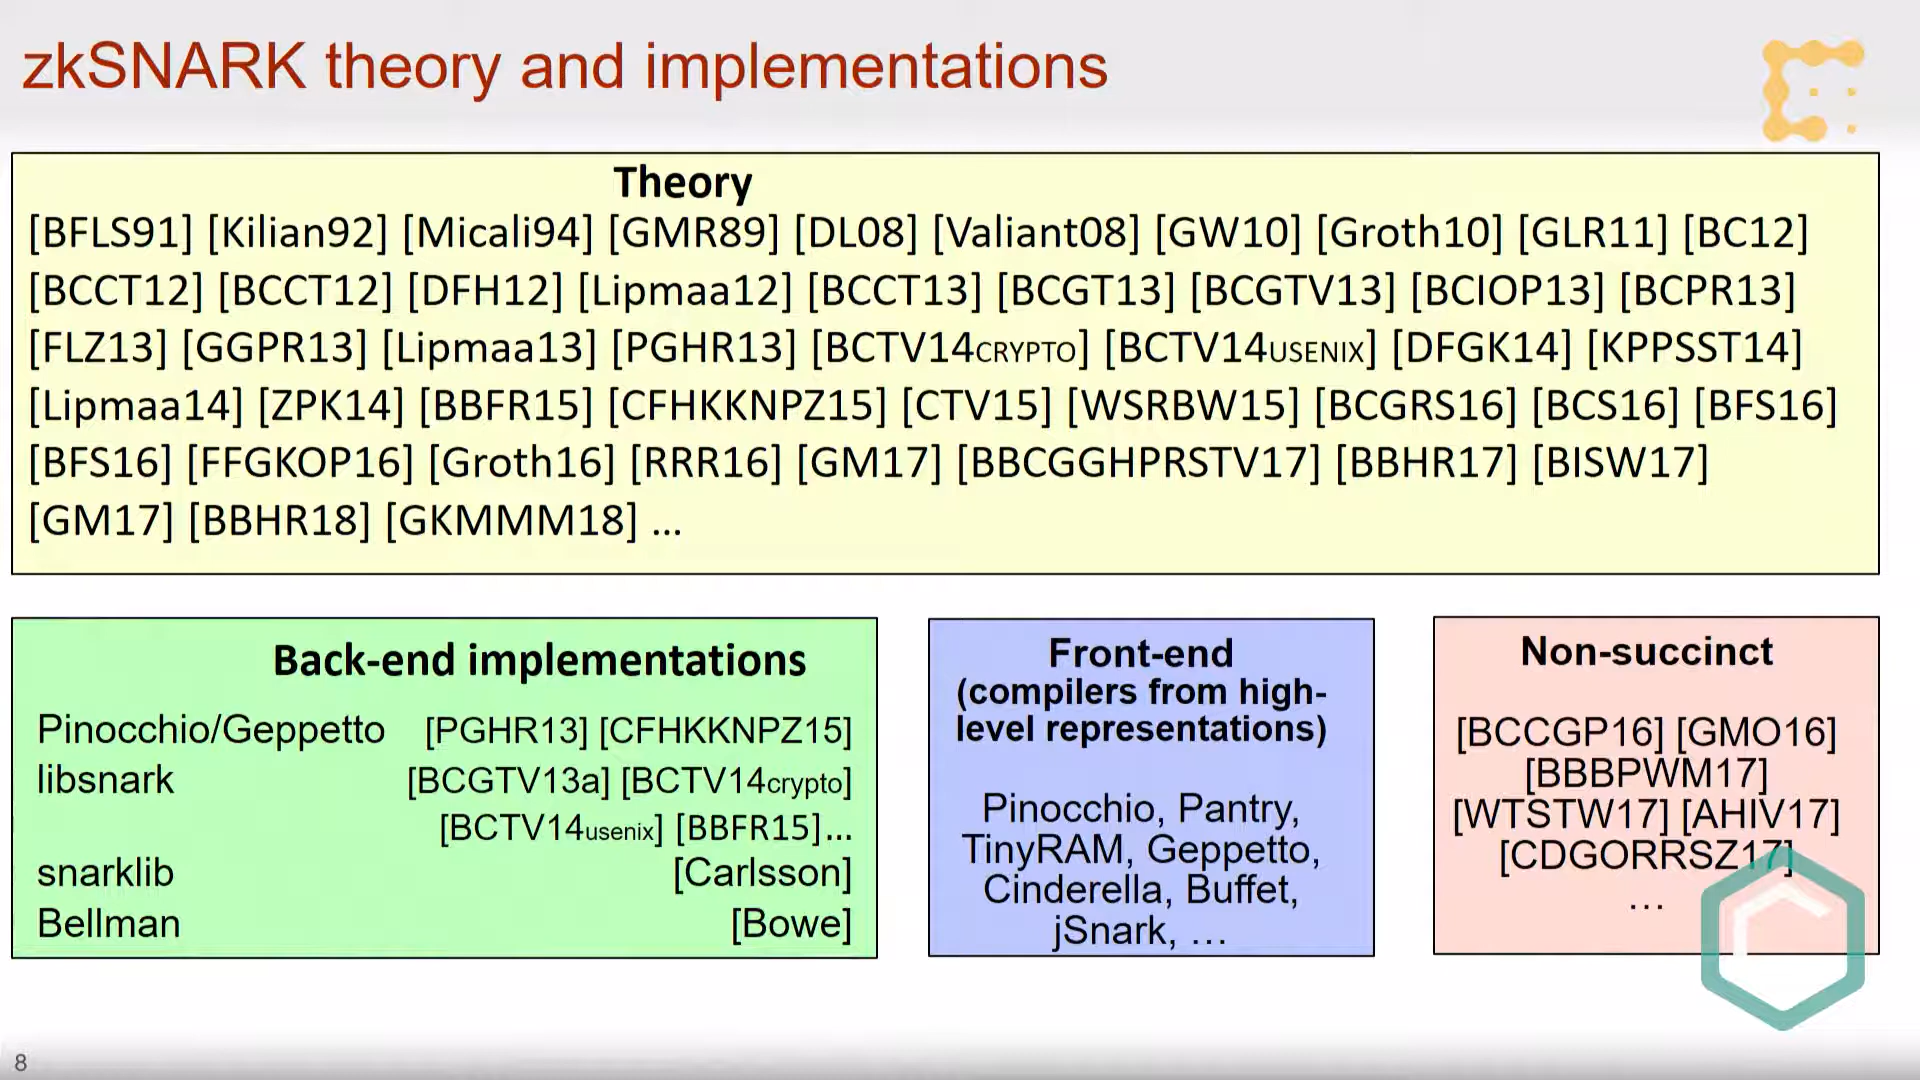 zkSNARK theory and implementations
Theory
[BFLS91] [Kilian92] [Micali94] [GMR89] [DL08] [Valiant08] [GW10] [Groth10] [GLR11] [BC12]
[BCCT12] [BCCT12] [DFH12] [Lipmaa12] [BCCT13] [BCGT13] [BCGTV13] [BCIOP13] [BCPR13]
[FLZ13] [GGPR13] [Lipmaa13] [PGHR13] [BCTV14CRYPTO] [BCTV14USENIX] [DFGK14] [KPPSST14]
[Lipmaa14] [ZPK14] [BBFR15] [CFHKKNPZ15] [CTV15] [WSRBW15] [BCGRS16] [BCS16] [BFS16]
[BFS16] [FFGKOP16] [Groth16] [RRR16] [GM17] [BBCGGHPRSTV17] [BBHR17] [BISW17]
[GM17] [BBHR18] [GKMMM18] …
Back-end implementations
Pinocchio/Geppetto [PGHR13] [CFHKKNPZ15]
libsnark [BCGTV13a] [BCTV14crypto]
[BCTV14usenix] [BBFR15]…
snarklib [Carlsson]
Bellman [Bowe]
Front-end
(compilers from high-
level representations)
Pinocchio, Pantry,
TinyRAM, Geppetto,
Cinderella, Buffet,
jSnark, …
Non-succinct
[BCCGP16] [GMO16]
[BBBPWM17]
[WTSTW17] [AHIV17]
[CDGORRSZ17]
…
8